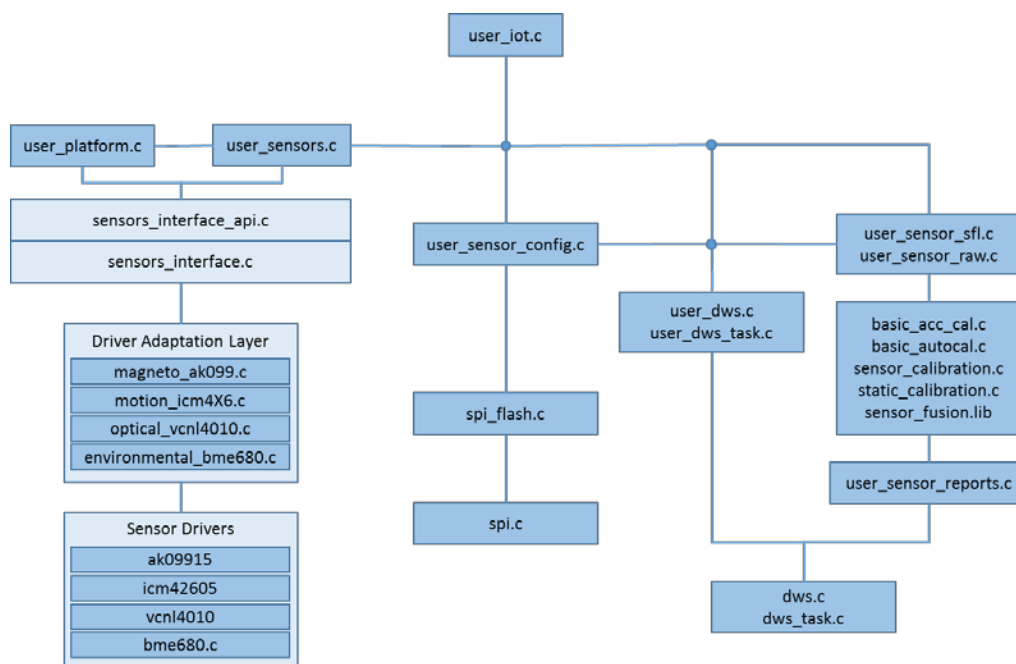 user_iot.c
user_platform.c
user_sensors.c
sensors_interface_api.c
sensors_interface.c
Driver Adaptation Layer
magneto_ak099.c
motion_icm4X6.c
optical_vcnl4010.c
environmental_bme680.c
Sensor Drivers
ak09915
icm42605
vcnl4010
bme680.c
user_sensor_config.c
spi_flash.c
spi.c
user_dws.c
user_dws_task.c
user_sensor_sfl.c
user_sensor_raw.c
basic_acc_cal.c
basic_autocal.c
sensor_calibration.c
static_calibration.c
sensor_fusion.lib
user_sensor_reports.c
dws.c
dws_task.c